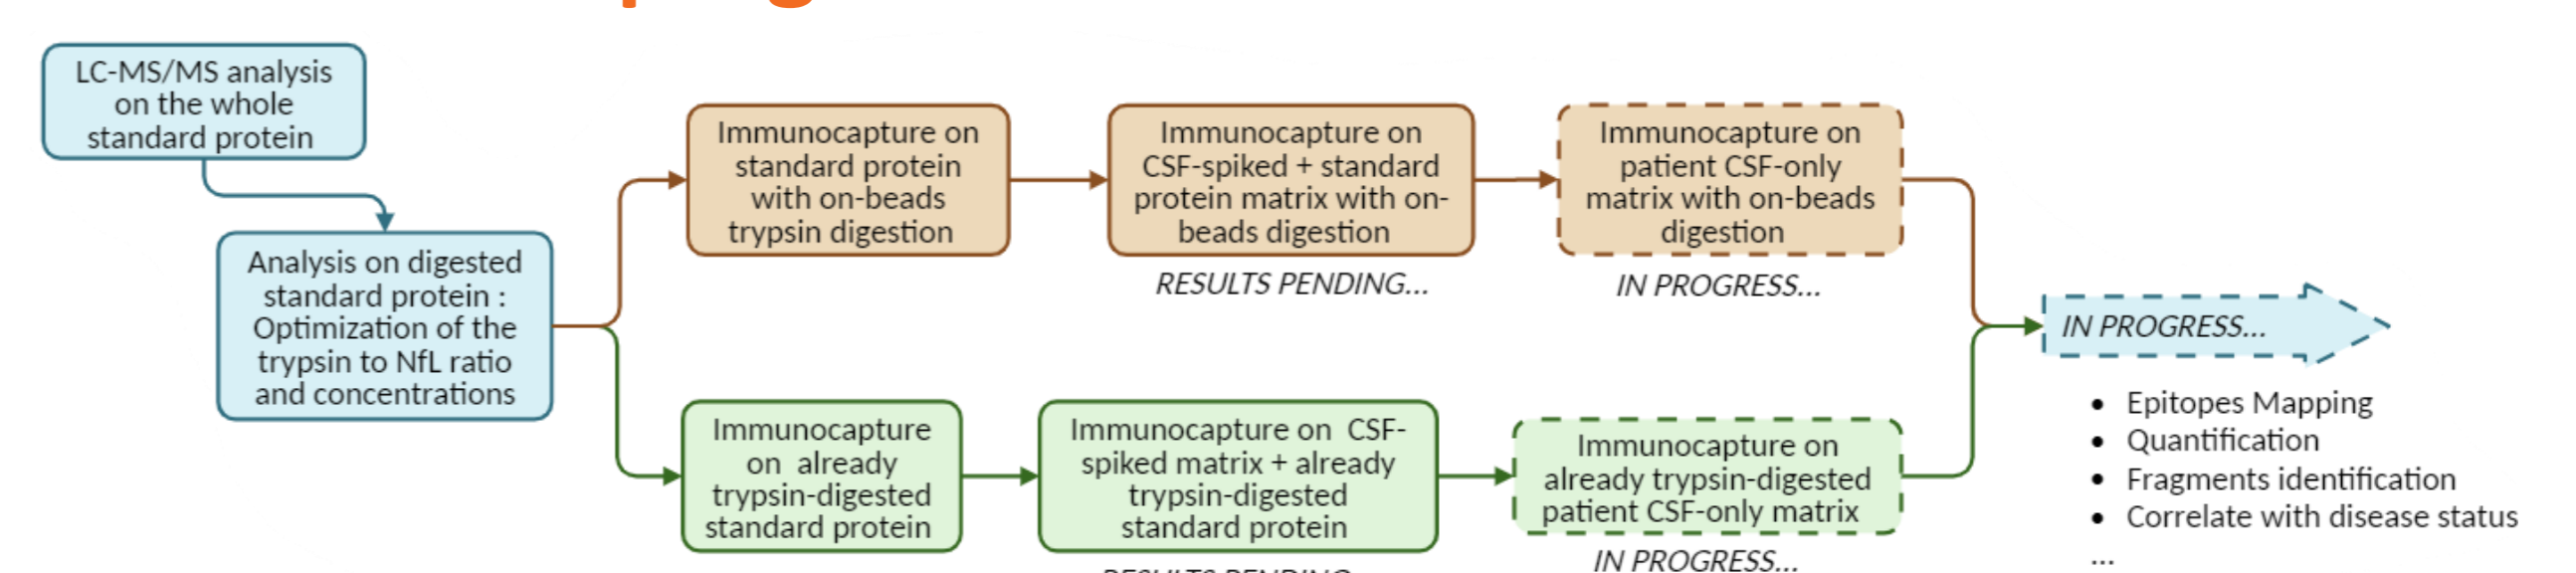 LC-MS/MS analysis
on the whole
standard protein
Analysis on digested
standard protein :
Optimization of the
trypsin to NfL ratio
and concentrations
Immunocapture on
standard protein
with on-beads
trypsin digestion
Immunocapture on
CSF-spiked + standard
protein matrix with on-
beads digestion
RESULTS PENDING...
Immunocapture on
patient CSF-only
matrix with on-beads
digestion
IN PROGRESS...
Immunocapture
on already
trypsin-digested
standard protein
Immunocapture on CSF-
spiked matrix + already
trypsin-digested
standard protein
Immunocapture on
already trypsin-digested
patient CSF-only matrix
IN PROGRESS...
IN PROGRESS...
• Epitopes Mapping
• Quantification
• Fragments identification
• Correlate with disease status
...